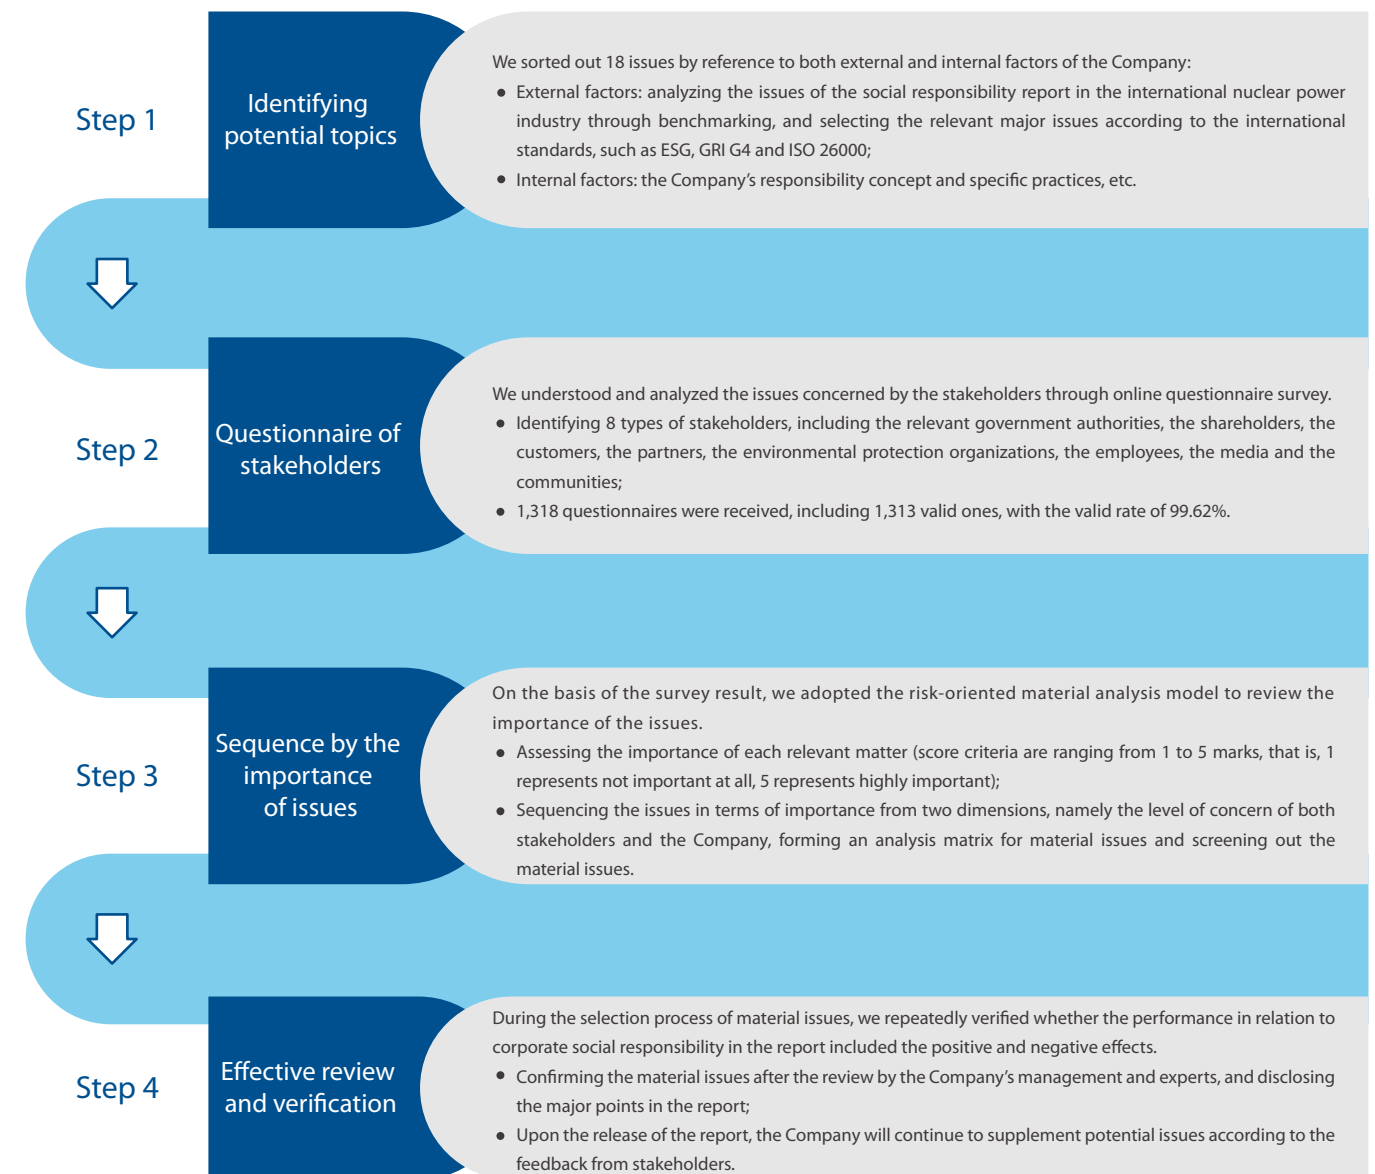 Step 1
Identifying
potential topics
We sorted out 18 issues by reference to both external and internal factors of the Company:
• External factors: analyzing the issues of the social responsibility report in the international nuclear power
industry through benchmarking, and selecting the relevant major issues according to the international
standards, such as ESG, GRI G4 and ISO 26000;
• Internal factors: the Company's responsibility concept and specific practices, etc.
Step 2
Questionnaire of
stakeholders
We understood and analyzed the issues concerned by the stakeholders through online questionnaire survey.
• Identifying 8 types of stakeholders, including the relevant government authorities, the shareholders, the
customers, the partners, the environmental protection organizations, the employees, the media and the
communities;
• 1,318 questionnaires were received, including 1,313 valid ones, with the valid rate of 99.62%.
Step 3
Sequence by the
importance
of issues
On the basis of the survey result, we adopted the risk-oriented material analysis model to review the
importance of the issues.
• Assessing the importance of each relevant matter (score criteria are ranging from 1 to 5 marks, that is, 1
represents not important at all, 5 represents highly important);
• Sequencing the issues in terms of importance from two dimensions, namely the level of concern of both
stakeholders and the Company, forming an analysis matrix for material issues and screening out the
material issues.
Step 4
Effective review
and verification
During the selection process of material issues, we repeatedly verified whether the performance in relation to
corporate social responsibility in the report included the positive and negative effects.
• Confirming the material issues after the review by the Company's management and experts, and disclosing
the major points in the report;
• Upon the release of the report, the Company will continue to supplement potential issues according to the
feedback from stakeholders.